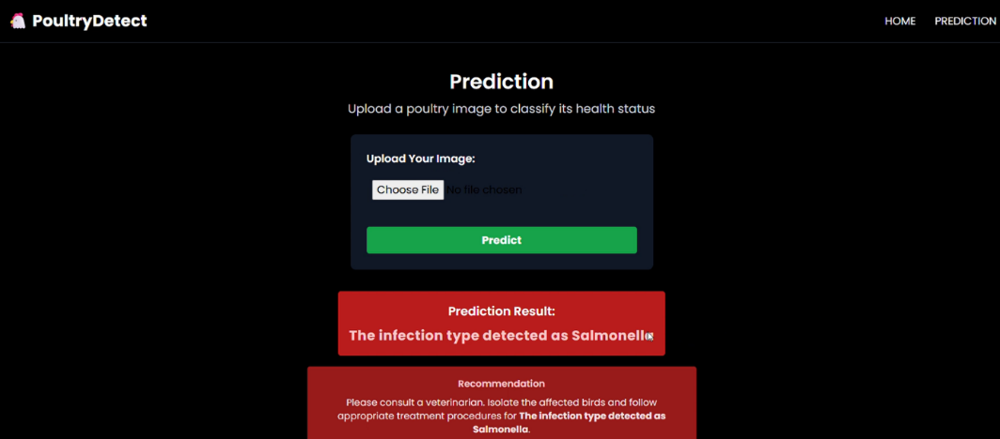 PoultryDetect
HOME
PREDICTION
Prediction
Upload a poultry image to classify its health status
Upload Your Image:
Choose File No file chosen
Predict
Prediction Result:
The infection type detected as Salmonella
Recommendation
Please consult a veterinarian. Isolate the affected birds and follow
appropriate treatment procedures for The infection type detected as
Salmonella.